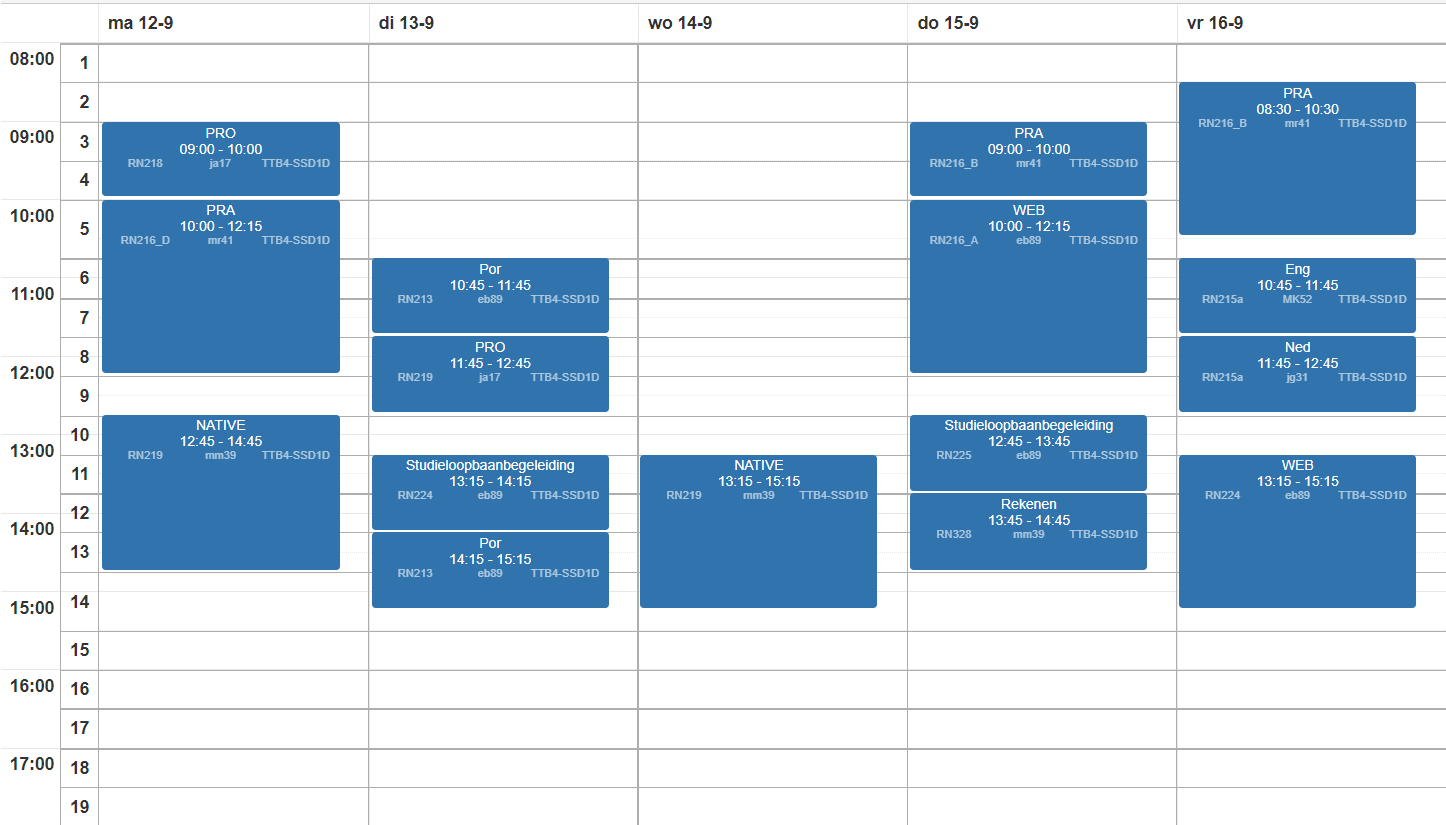 ma 12-9 di 13-9 wo 14-9 do 15-9 vr 16-9
08:00
09:00
10:00
11:00
12:00
13:00
14:00
15:00
16:00
17:00
1
2
3
4
5
6
7
8
9
10
11
12
13
14
15
16
17
18
19
PRO
09:00 - 10:00
RN218 ja17 TTB4-SSD1D
PRA
10:00 - 12:15
RN216_D mr41 TTB4-SSD1D
NATIVE
12:45 - 14:45
RN219 mm39 TTB4-SSD1D
Por
10:45 - 11:45
RN213 eb89 TTB4-SSD1D
PRO
11:45 - 12:45
RN219 ja17 TTB4-SSD1D
Studieloopbaanbegeleiding
13:15 - 14:15
RN224 eb89 TTB4-SSD1D
Por
14:15 - 15:15
RN213 eb89 TTB4-SSD1D
NATIVE
13:15 - 15:15
RN219 mm39 TTB4-SSD1D
PRA
09:00 - 10:00
RN216_B mr41 TTB4-SSD1D
WEB
10:00 - 12:15
RN216_A eb89 TTB4-SSD1D
Studieloopbaanbegeleiding
12:45 - 13:45
RN225 eb89 TTB4-SSD1D
Rekenen
13:45 - 14:45
RN328 mm39 TTB4-SSD1D
PRA
08:30 - 10:30
RN216_B mr41 TTB4-SSD1D
Eng
10:45 - 11:45
RN215a MK52 TTB4-SSD1D
Ned
11:45 - 12:45
RN215a jg31 TTB4-SSD1D
WEB
13:15 - 15:15
RN224 eb89 TTB4-SSD1D